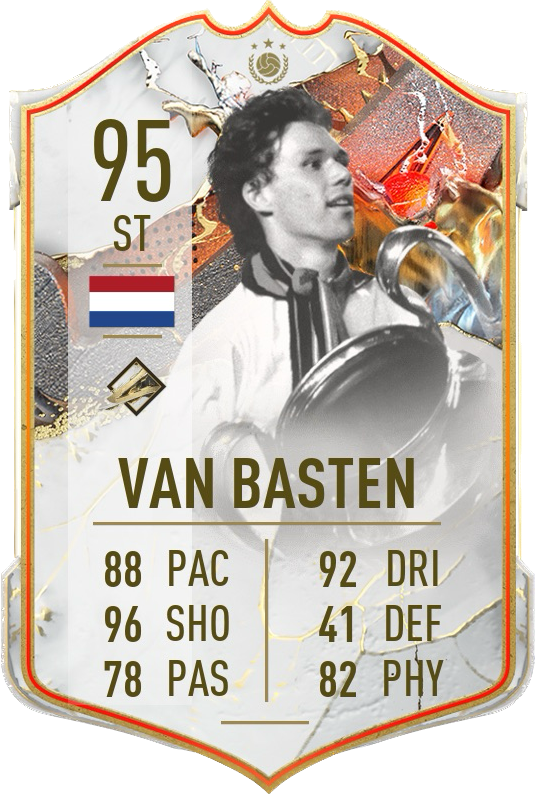 95
ST
VAN BASTEN
88 PAC
96 SHO
78 PAS
92 DRI
41 DEF
82 PHY